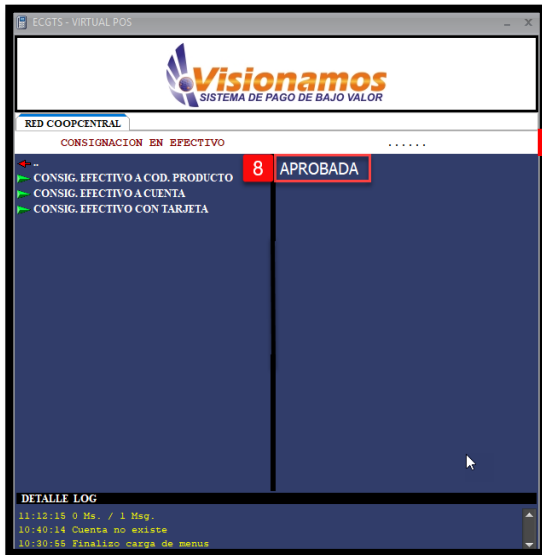 ECGTS - VIRTUAL POS
Visionamos
SISTEMA DE PAGO DE BAJO VALOR
RED COOPCENTRAL
CONSIGNACION EN EFECTIVO ......
..
8 APROBADA
CONSIG. EFECTIVO A COD. PRODUCTO
CONSIG. EFECTIVO A CUENTA
CONSIG. EFECTIVO CON TARJETA
DETALLE LOG
11:12:15 0 Ms. / 1 Msg.
10:40:14 Cuenta no existe
10:30:55 Finalizo carga de menus